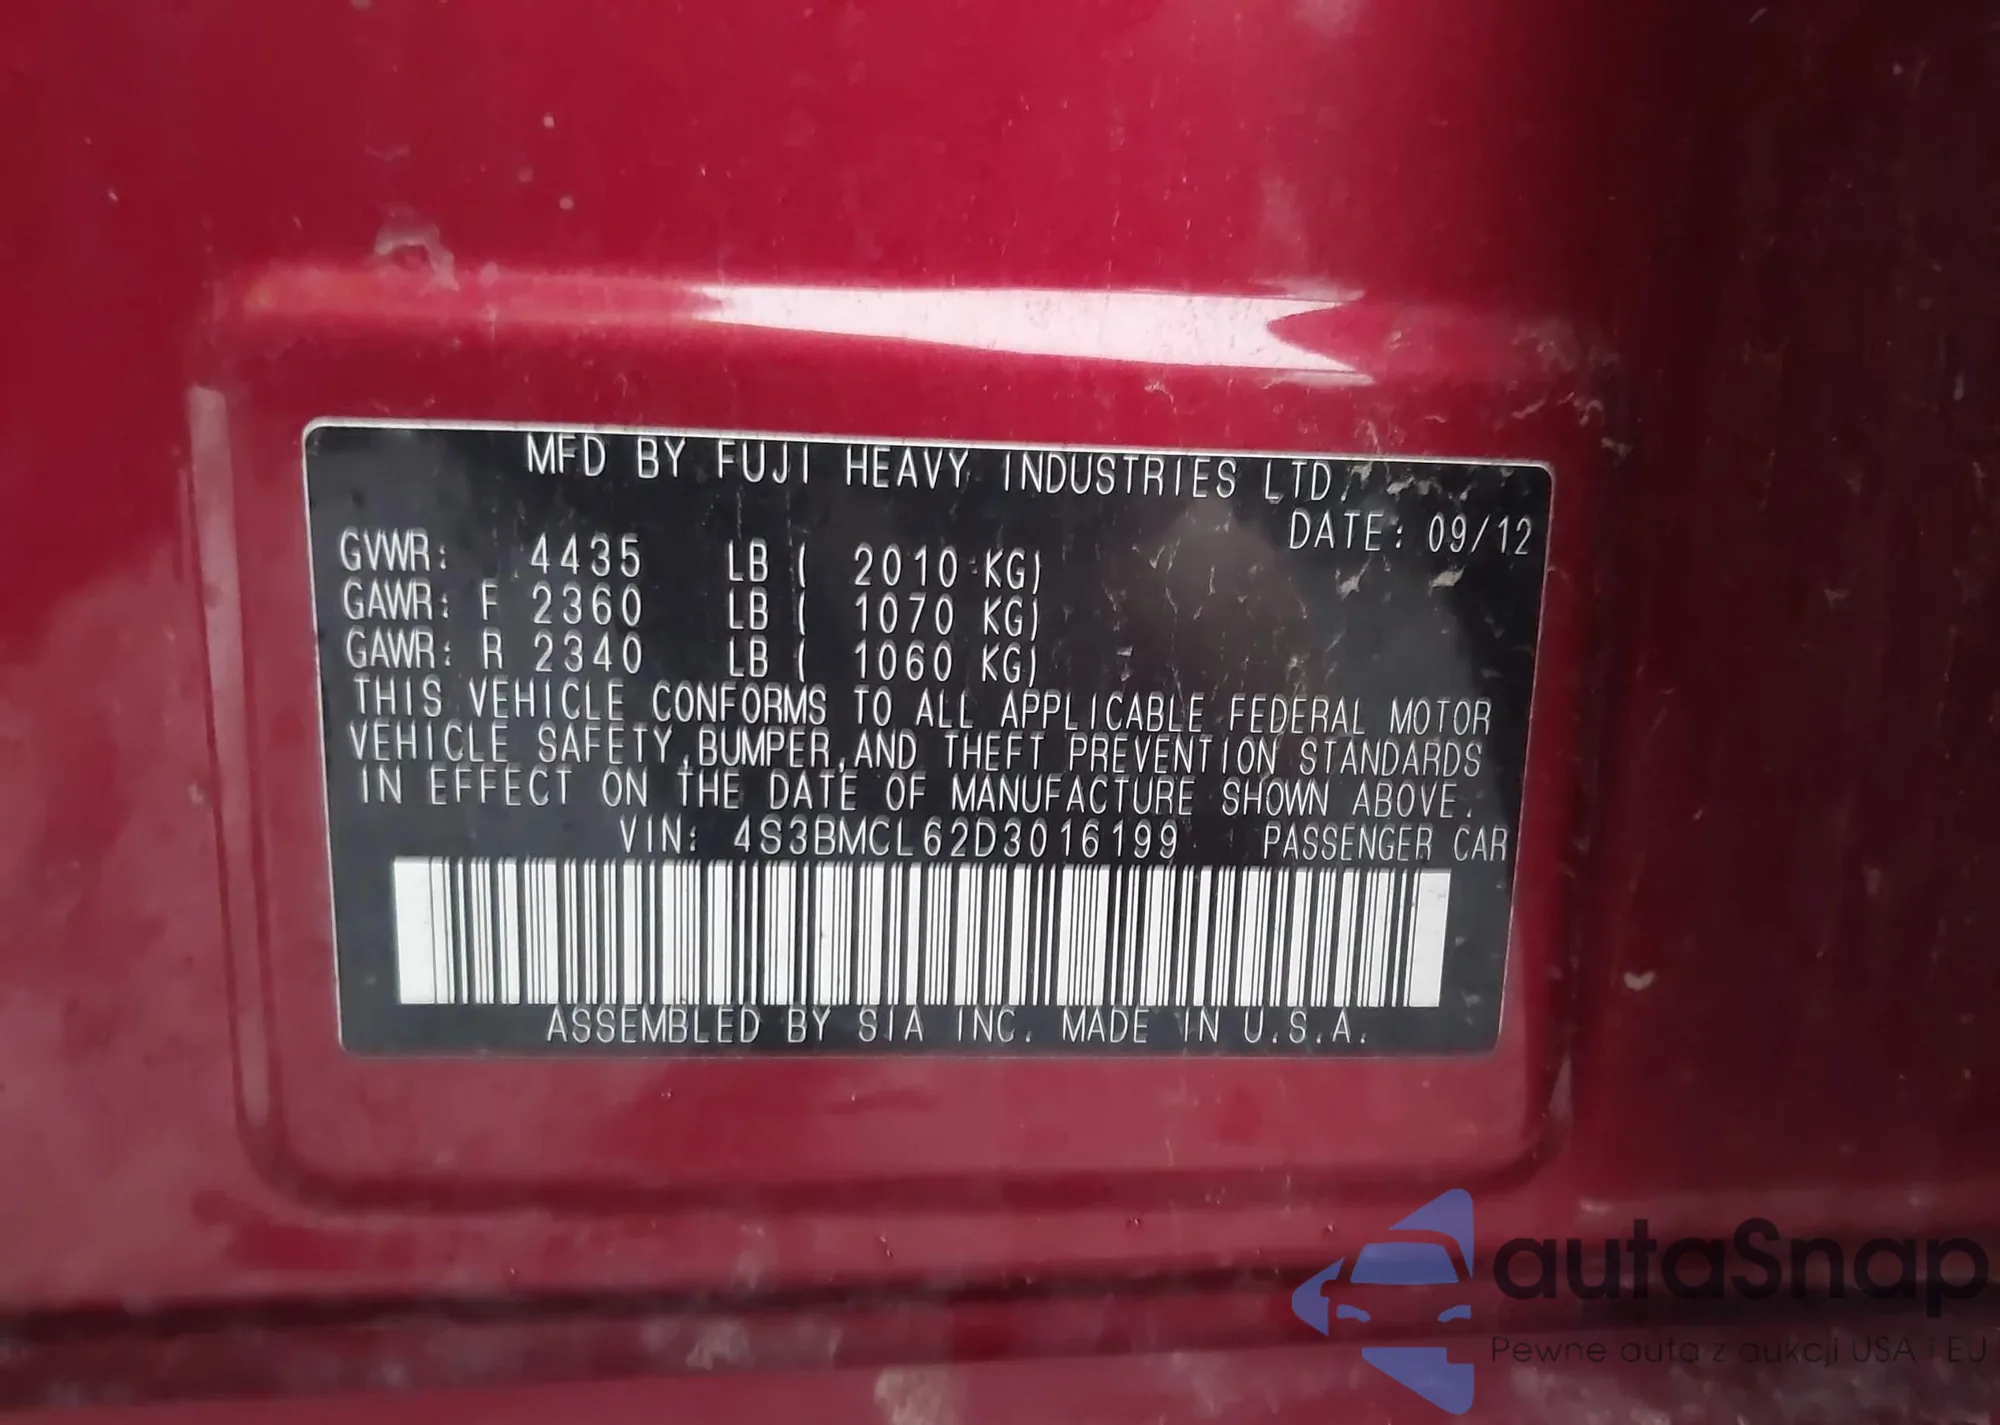 MFD BY FUJI HEAVY INDUSTRIES LTD.
DATE: 09/12
GVWR: 4435 LB ( 2010 KG)
GAWR: F 2360 LB ( 1070 KG)
GAWR: R 2340 LB ( 1060 KG)
THIS VEHICLE CONFORMS TO ALL APPLICABLE FEDERAL MOTOR
VEHICLE SAFETY,BUMPER,AND THEFT PREVENTION STANDARDS
IN EFFECT ON THE DATE OF MANUFACTURE SHOWN ABOVE.
VIN: 4S3BMCL62D3016199 PASSENGER CAR
ASSEMBLED BY SIA INC. MADE IN U.S.A.
autaSnap
Pewne auta z aukcji USA i EU